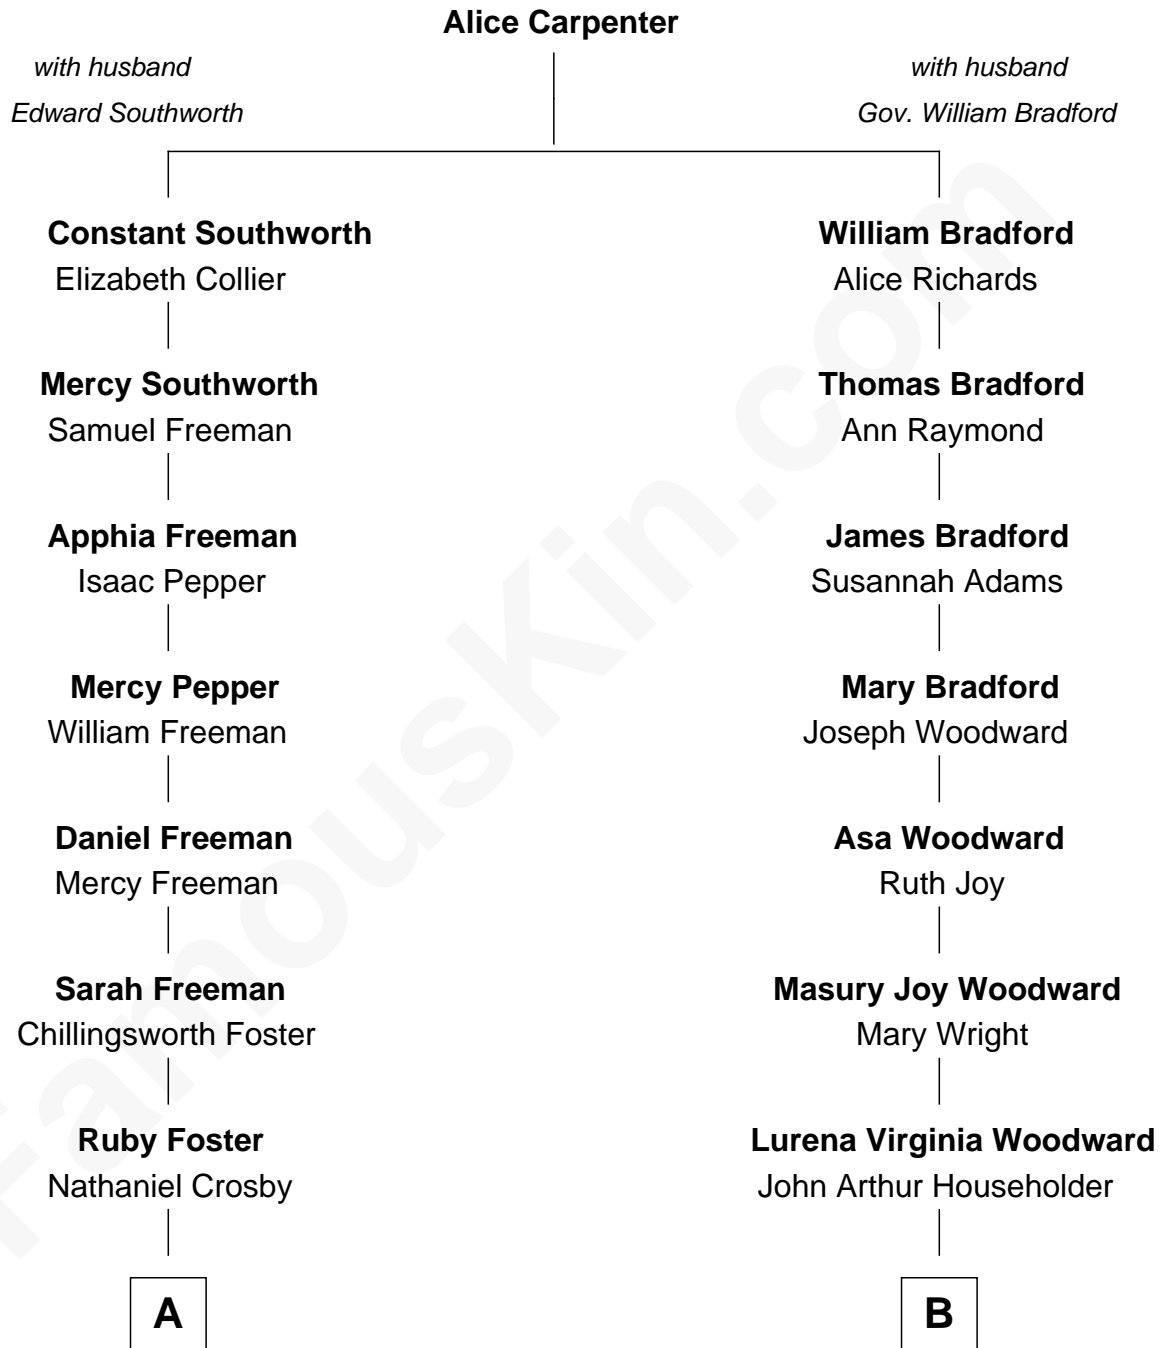 Alice Carpenter
with husband
Edward Southworth
with husband
Gov. William Bradford
Constant Southworth
Elizabeth Collier
William Bradford
Alice Richards
Mercy Southworth
Samuel Freeman
Thomas Bradford
Ann Raymond
Apphia Freeman
Isaac Pepper
James Bradford
Susannah Adams
Mercy Pepper
William Freeman
Mary Bradford
Joseph Woodward
Daniel Freeman
Mercy Freeman
Asa Woodward
Ruth Joy
Sarah Freeman
Chillingsworth Foster
Masury Joy Woodward
Mary Wright
Ruby Foster
Nathaniel Crosby
Lurena Virginia Woodward
John Arthur Householder
A
B
FamousKin.com